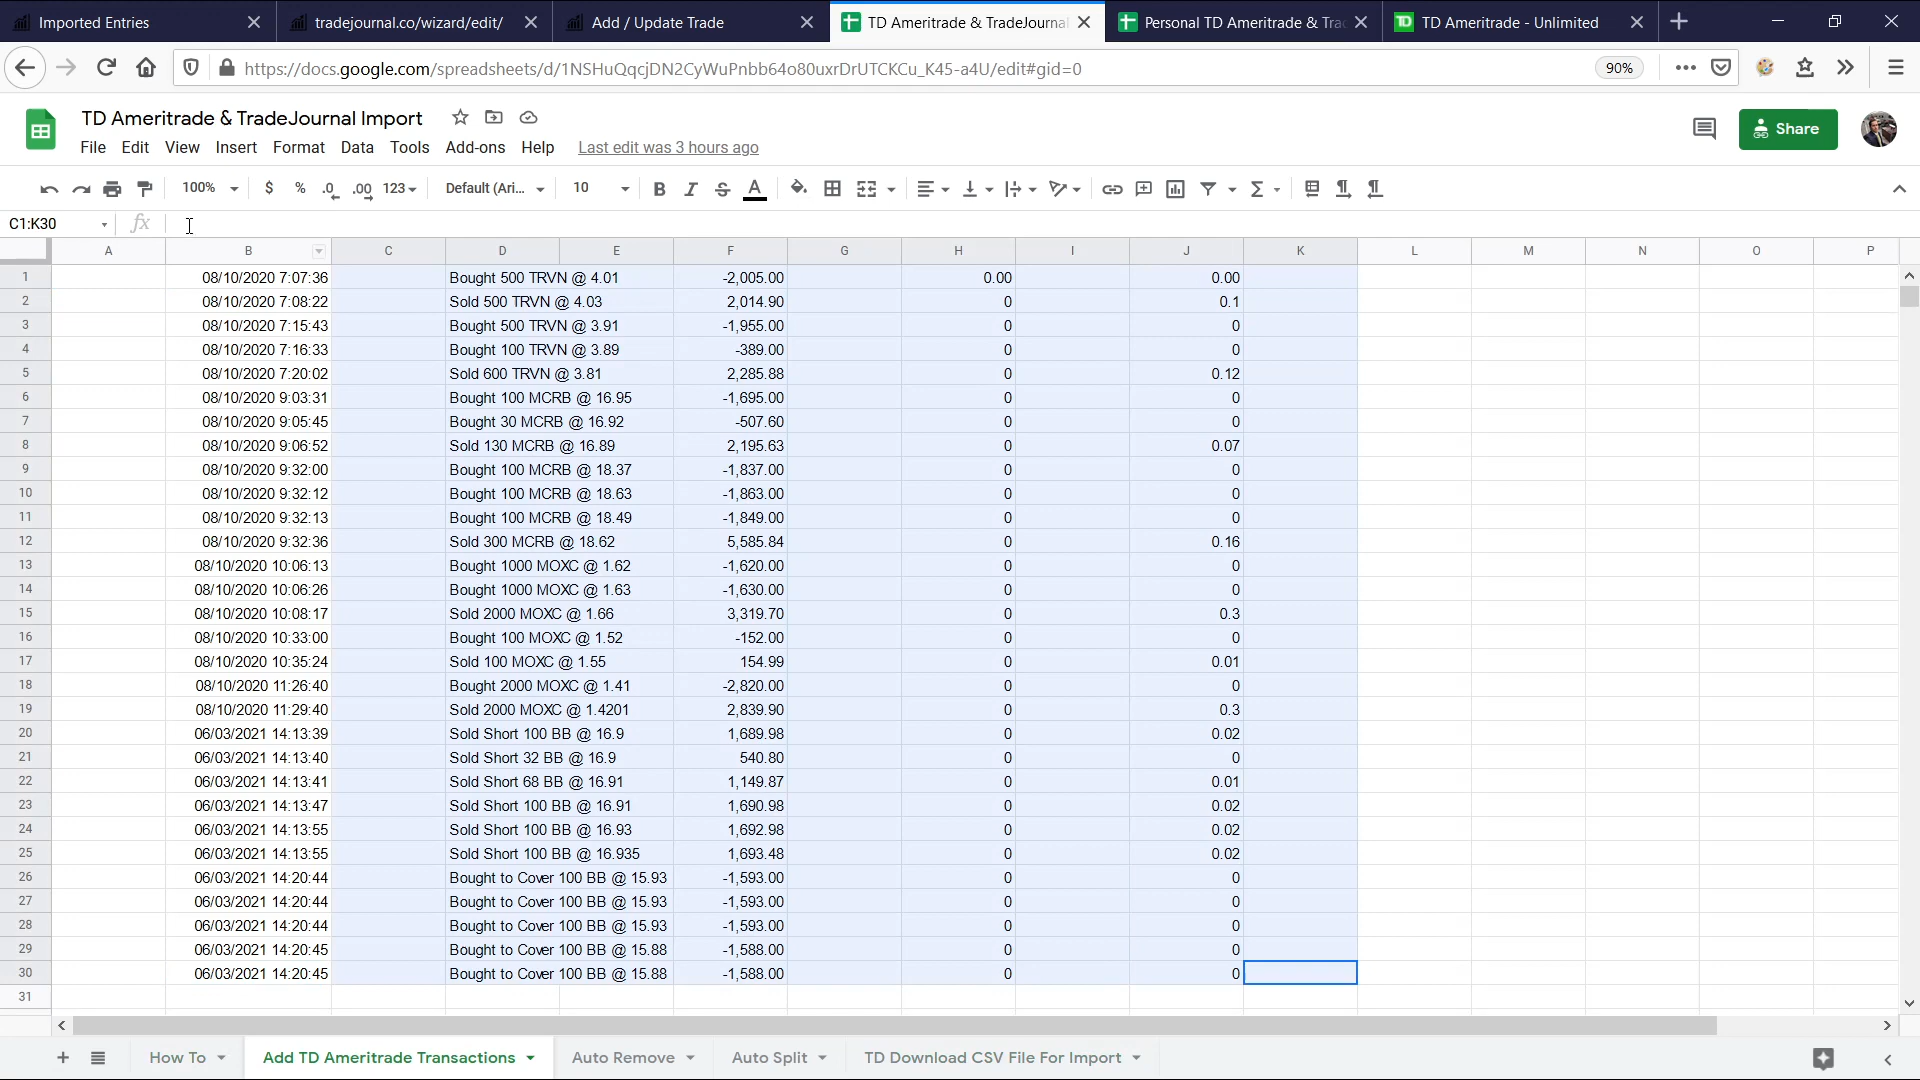 Imported Entries
tradejournal.co/wizard/edit/
Add / Update Trade
TD Ameritrade & TradeJournal
Personal TD Ameritrade & Tra
TD Ameritrade - Unlimited
https://docs.google.com/spreadsheets/d/1NSHuQqcjDN2CyWuPnbb64o80uxrDrUTCKCu_K45-a4U/edit#gid=0
90%
TD Ameritrade & TradeJournal Import
File Edit View Insert Format Data Tools Add-ons Help Last edit was 3 hours ago
Share
100% $ % .0 .00 123 Default (Ari... 10 B I S A
C1:K30 fx
A B C D E F G H I J K L M N O P
1 08/10/2020 7:07:36 Bought 500 TRVN @ 4.01 -2,005.00 0.00 0.00
2 08/10/2020 7:08:22 Sold 500 TRVN @ 4.03 2,014.90 0 0.1
3 08/10/2020 7:15:43 Bought 500 TRVN @ 3.91 -1,955.00 0 0
4 08/10/2020 7:16:33 Bought 100 TRVN @ 3.89 -389.00 0 0
5 08/10/2020 7:20:02 Sold 600 TRVN @ 3.81 2,285.88 0 0.12
6 08/10/2020 9:03:31 Bought 100 MCRB @ 16.95 -1,695.00 0 0
7 08/10/2020 9:05:45 Bought 30 MCRB @ 16.92 -507.60 0 0
8 08/10/2020 9:06:52 Sold 130 MCRB @ 16.89 2,195.63 0 0.07
9 08/10/2020 9:32:00 Bought 100 MCRB @ 18.37 -1,837.00 0 0
10 08/10/2020 9:32:12 Bought 100 MCRB @ 18.63 -1,863.00 0 0
11 08/10/2020 9:32:13 Bought 100 MCRB @ 18.49 -1,849.00 0 0
12 08/10/2020 9:32:36 Sold 300 MCRB @ 18.62 5,585.84 0 0.16
13 08/10/2020 10:06:13 Bought 1000 MOXC @ 1.62 -1,620.00 0 0
14 08/10/2020 10:06:26 Bought 1000 MOXC @ 1.63 -1,630.00 0 0
15 08/10/2020 10:08:17 Sold 2000 MOXC @ 1.66 3,319.70 0 0.3
16 08/10/2020 10:33:00 Bought 100 MOXC @ 1.52 -152.00 0 0
17 08/10/2020 10:35:24 Sold 100 MOXC @ 1.55 154.99 0 0.01
18 08/10/2020 11:26:40 Bought 2000 MOXC @ 1.41 -2,820.00 0 0
19 08/10/2020 11:29:40 Sold 2000 MOXC @ 1.4201 2,839.90 0 0.3
20 06/03/2021 14:13:39 Sold Short 100 BB @ 16.9 1,689.98 0 0.02
21 06/03/2021 14:13:40 Sold Short 32 BB @ 16.9 540.80 0 0
22 06/03/2021 14:13:41 Sold Short 68 BB @ 16.91 1,149.87 0 0.01
23 06/03/2021 14:13:47 Sold Short 100 BB @ 16.91 1,690.98 0 0.02
24 06/03/2021 14:13:55 Sold Short 100 BB @ 16.93 1,692.98 0 0.02
25 06/03/2021 14:13:55 Sold Short 100 BB @ 16.935 1,693.48 0 0.02
26 06/03/2021 14:20:44 Bought to Cover 100 BB @ 15.93 -1,593.00 0 0
27 06/03/2021 14:20:44 Bought to Cover 100 BB @ 15.93 -1,593.00 0 0
28 06/03/2021 14:20:44 Bought to Cover 100 BB @ 15.93 -1,593.00 0 0
29 06/03/2021 14:20:45 Bought to Cover 100 BB @ 15.88 -1,588.00 0 0
30 06/03/2021 14:20:45 Bought to Cover 100 BB @ 15.88 -1,588.00 0 0
31
How To Add TD Ameritrade Transactions Auto Remove Auto Split TD Download CSV File For Import